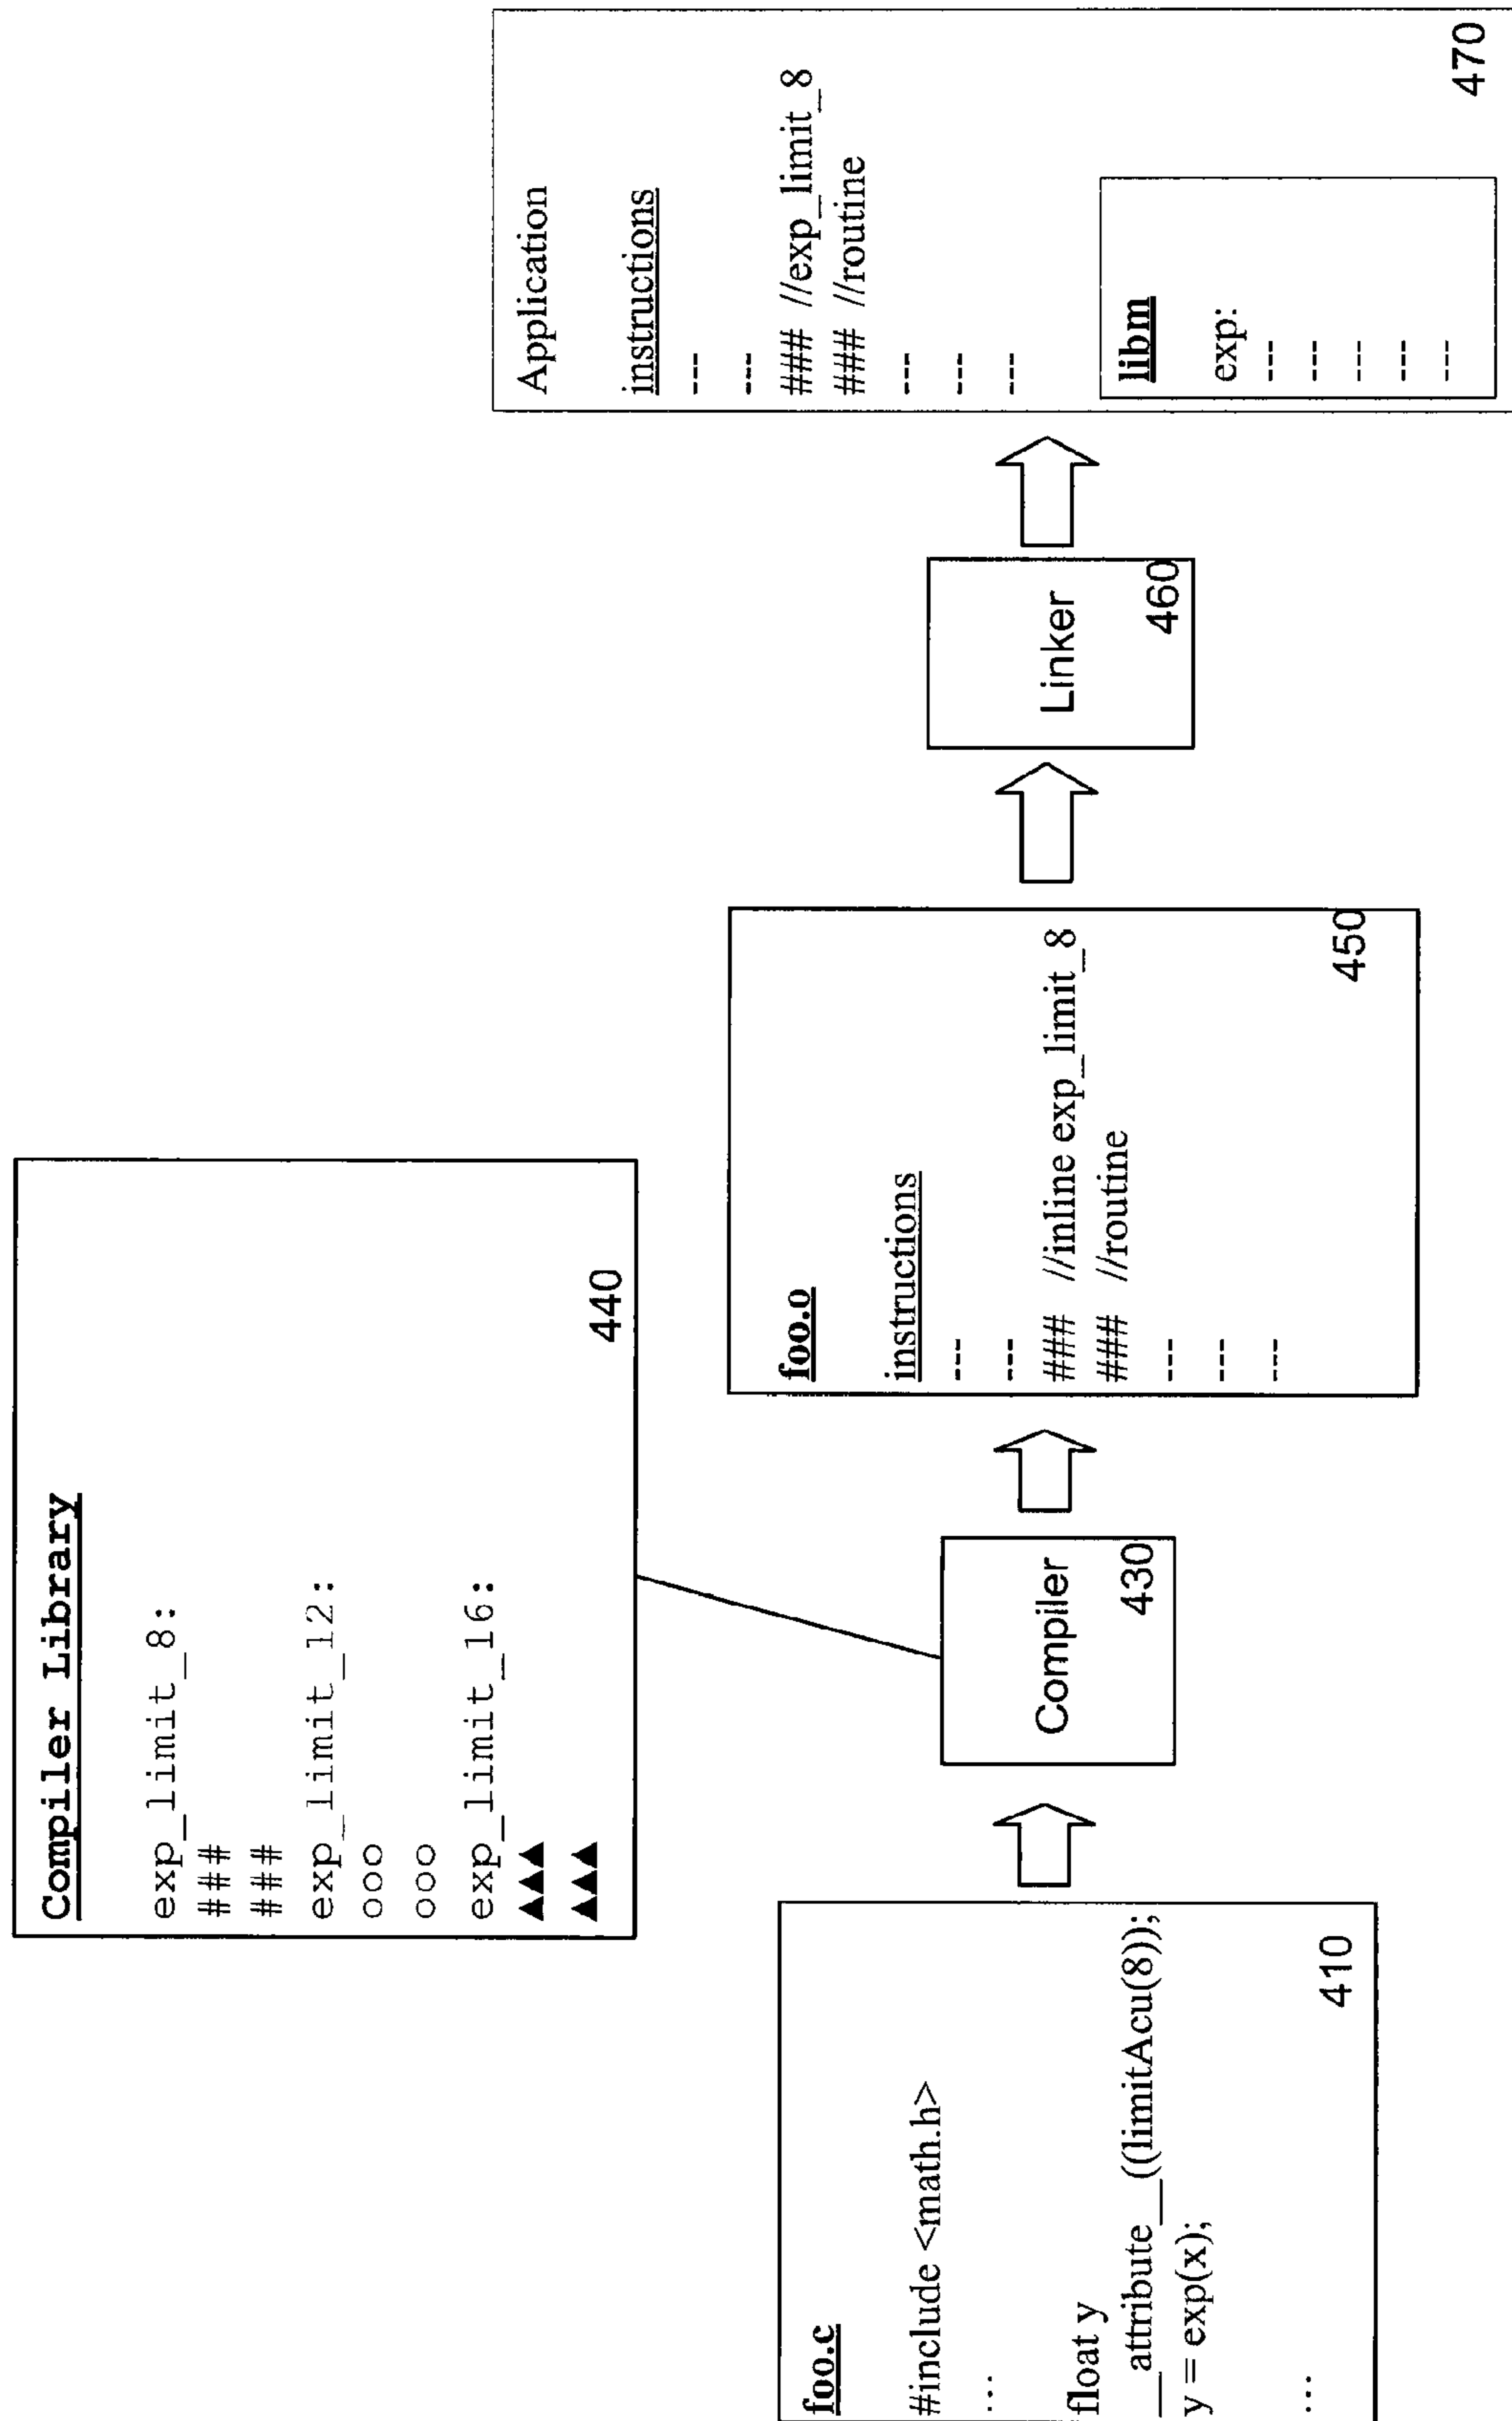 Compiler Library
exp_limit_8:
###
###
exp_limit_12:
ooo
ooo
exp_limit_16:
▲▲▲
▲▲▲
440
foo.c
#include <math.h>
...
float y
__attribute__((limitAcu(8));
y = exp(x);
...
410
Compiler
430
foo.o
instructions
---
---
### //inline exp_limit_8
### //routine
---
---
---
450
Linker
460
Application
instructions
---
---
### //exp_limit_8
### //routine
---
---
---
libm
exp:
---
---
---
---
---
470